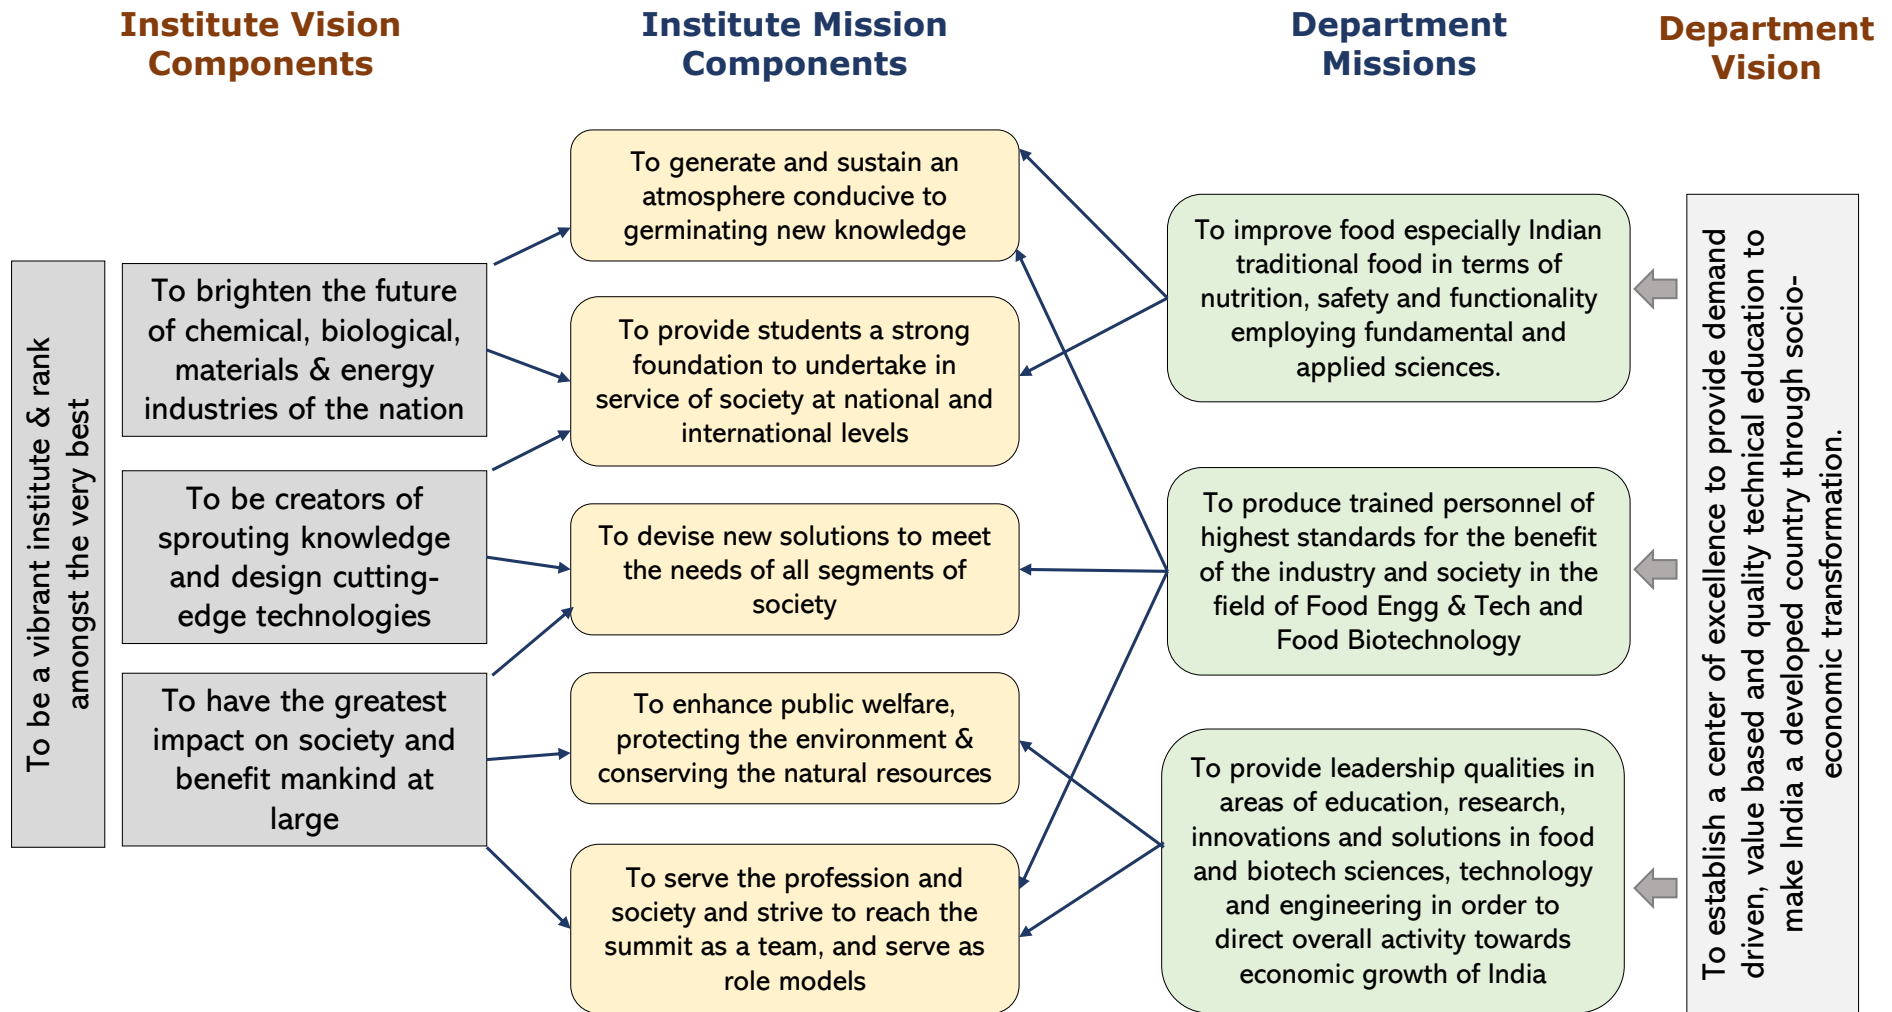 Institute Vision
Components
Institute Mission
Components
Department
Missions
Department
Vision
To be a vibrant institute & rank
amongst the very best
To brighten the future
of chemical, biological,
materials & energy
industries of the nation
To be creators of
sprouting knowledge
and design cutting-
edge technologies
To have the greatest
impact on society and
benefit mankind at
large
To generate and sustain an
atmosphere conducive to
germinating new knowledge
To provide students a strong
foundation to undertake in
service of society at national and
international levels
To devise new solutions to meet
the needs of all segments of
society
To enhance public welfare,
protecting the environment &
conserving the natural resources
To serve the profession and
society and strive to reach the
summit as a team, and serve as
role models
To improve food especially Indian
traditional food in terms of
nutrition, safety and functionality
employing fundamental and
applied sciences.
To produce trained personnel of
highest standards for the benefit
of the industry and society in the
field of Food Engg & Tech and
Food Biotechnology
To provide leadership qualities in
areas of education, research,
innovations and solutions in food
and biotech sciences, technology
and engineering in order to
direct overall activity towards
economic growth of India
To establish a center of excellence to provide demand
driven, value based and quality technical education to
make India a developed country through socio-
economic transformation.